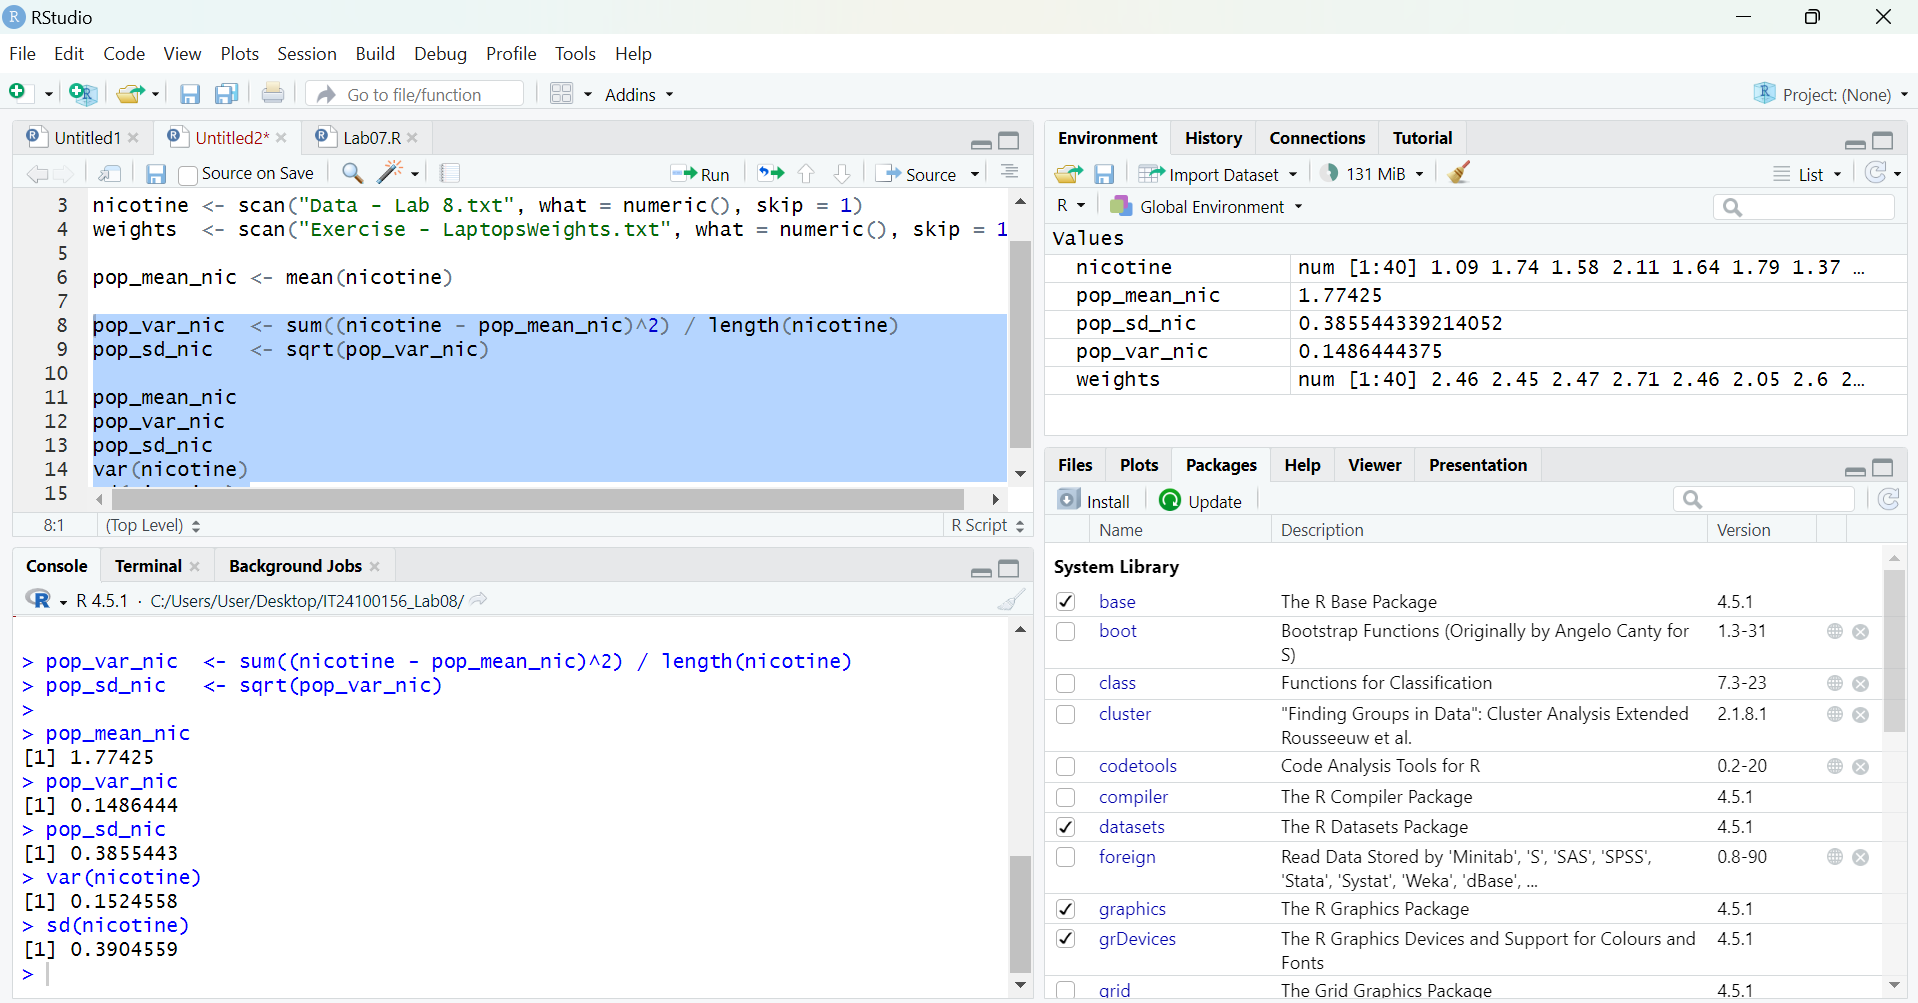 RStudio
File Edit Code View Plots Session Build Debug Profile Tools Help
Go to file/function Addins Project: (None)
Untitled1 Untitled2* Lab07.R
Source on Save Run Source
3 nicotine <- scan("Data - Lab 8.txt", what = numeric(), skip = 1)
4 weights <- scan("Exercise - LaptopsWeights.txt", what = numeric(), skip = 1
5
6 pop_mean_nic <- mean(nicotine)
7
8 pop_var_nic <- sum((nicotine - pop_mean_nic)^2) / length(nicotine)
9 pop_sd_nic <- sqrt(pop_var_nic)
10
11 pop_mean_nic
12 pop_var_nic
13 pop_sd_nic
14 var(nicotine)
15
8:1 (Top Level) R Script
Console Terminal Background Jobs
R R 4.5.1 · C:/Users/User/Desktop/IT24100156_Lab08/
> pop_var_nic <- sum((nicotine - pop_mean_nic)^2) / length(nicotine)
> pop_sd_nic <- sqrt(pop_var_nic)
>
> pop_mean_nic
[1] 1.77425
> pop_var_nic
[1] 0.1486444
> pop_sd_nic
[1] 0.3855443
> var(nicotine)
[1] 0.1524558
> sd(nicotine)
[1] 0.3904559
>
Environment History Connections Tutorial
Import Dataset 131 MiB List
R Global Environment
Values
nicotine num [1:40] 1.09 1.74 1.58 2.11 1.64 1.79 1.37 …
pop_mean_nic 1.77425
pop_sd_nic 0.385544339214052
pop_var_nic 0.1486444375
weights num [1:40] 2.46 2.45 2.47 2.71 2.46 2.05 2.6 2…
Files Plots Packages Help Viewer Presentation
Install Update
Name Description Version
System Library
base The R Base Package 4.5.1
boot Bootstrap Functions (Originally by Angelo Canty for 1.3-31
S)
class Functions for Classification 7.3-23
cluster "Finding Groups in Data": Cluster Analysis Extended 2.1.8.1
Rousseeuw et al.
codetools Code Analysis Tools for R 0.2-20
compiler The R Compiler Package 4.5.1
datasets The R Datasets Package 4.5.1
foreign Read Data Stored by 'Minitab', 'S', 'SAS', 'SPSS', 0.8-90
'Stata', 'Systat', 'Weka', 'dBase', ...
graphics The R Graphics Package 4.5.1
grDevices The R Graphics Devices and Support for Colours and 4.5.1
Fonts
grid The Grid Graphics Package 4.5.1